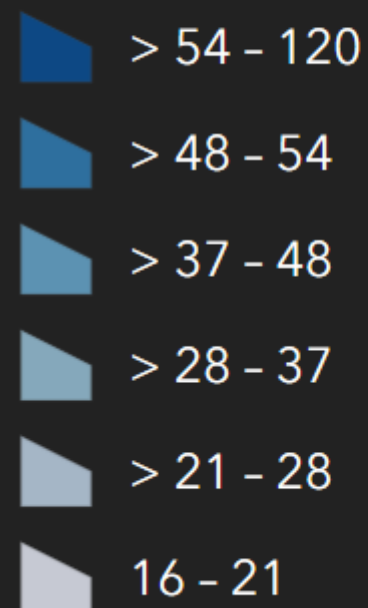 > 54 – 120
> 48 – 54
> 37 – 48
> 28 – 37
> 21 – 28
16 – 21